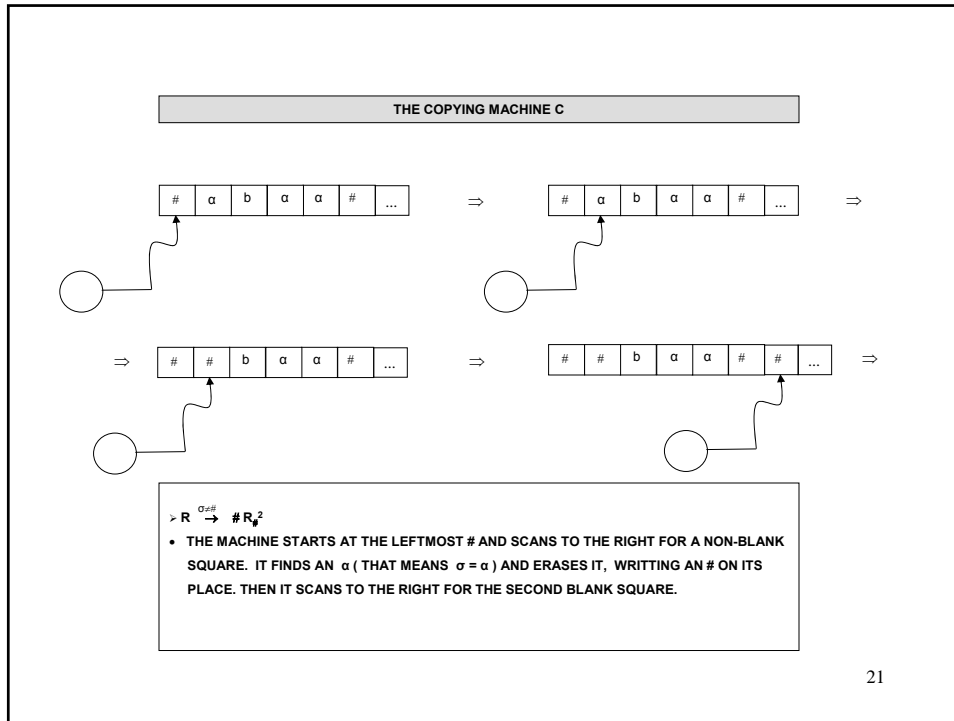 THE COPYING MACHINE C
# α b α α # ... ⇒ # α b α α # ... ⇒
⇒ # # b α α # ... ⇒ # # b α α # # ... ⇒
➢ R σ≠# → # R#²
• THE MACHINE STARTS AT THE LEFTMOST # AND SCANS TO THE RIGHT FOR A NON-BLANK
SQUARE. IT FINDS AN α ( THAT MEANS σ = α ) AND ERASES IT, WRITTING AN # ON ITS
PLACE. THEN IT SCANS TO THE RIGHT FOR THE SECOND BLANK SQUARE.
21